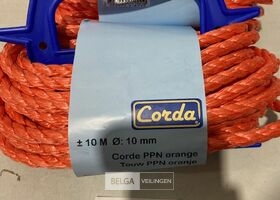 Corda
± 10 M Ø: 10 mm
Corde PPN orange
Touw PPN oranje
BELGA VEILINGEN